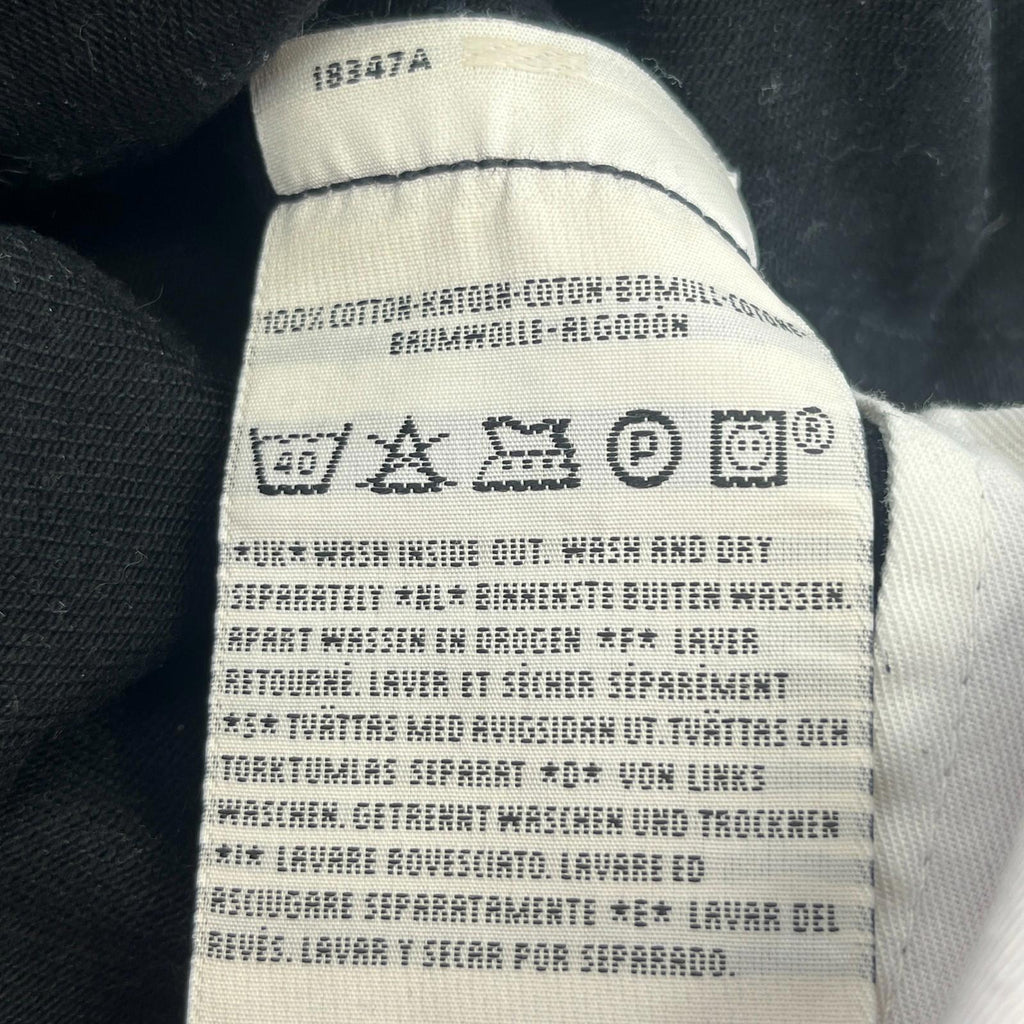 18347A
100% COTTON-KATOEN-COTON-BOMULL-COTONE-
BAUMWOLLE-ALGODÓN
40 P ®
*UK* WASH INSIDE OUT. WASH AND DRY
SEPARATELY *NL* BINNENSTE BUITEN WASSEN.
APART WASSEN EN DROGEN *F* LAVER
RETOURNÉ. LAVER ET SÉCHER SÉPARÉMENT
*S* TVÄTTAS MED AVIGSIDAN UT. TVÄTTAS OCH
TORKTUMLAS SEPARAT *D* VON LINKS
WASCHEN. GETRENNT WASCHEN UND TROCKNEN
*I* LAVARE ROVESCIATO. LAVARE ED
ASCIUGARE SEPARATAMENTE *E* LAVAR DEL
REVÉS. LAVAR Y SECAR POR SEPARADO.